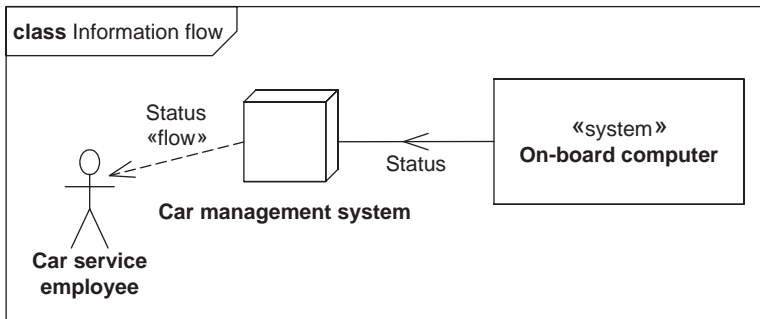 class Information flow
Status
«flow»
Status
«system»
On-board computer
Car management system
Car service
employee